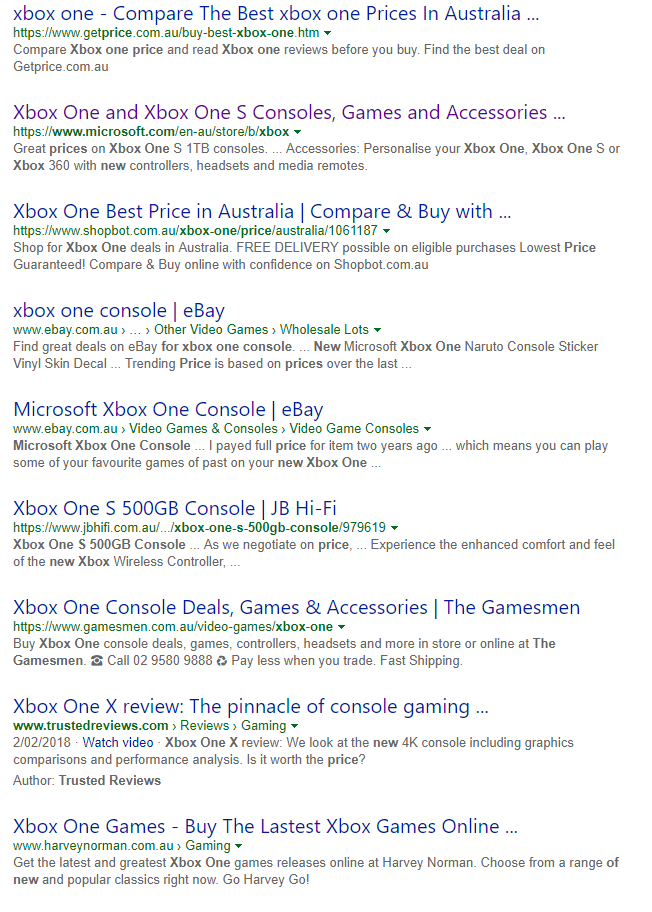 xbox one - Compare The Best xbox one Prices In Australia ...
https://www.getprice.com.au/buy-best-xbox-one.htm
Compare Xbox one price and read Xbox one reviews before you buy. Find the best deal on
Getprice.com.au
Xbox One and Xbox One S Consoles, Games and Accessories ...
https://www.microsoft.com/en-au/store/b/xbox
Great prices on Xbox One S 1TB consoles. ... Accessories: Personalise your Xbox One, Xbox One S or
Xbox 360 with new controllers, headsets and media remotes.
Xbox One Best Price in Australia | Compare & Buy with ...
https://www.shopbot.com.au/xbox-one/price/australia/1061187
Shop for Xbox One deals in Australia. FREE DELIVERY possible on eligible purchases Lowest Price
Guaranteed! Compare & Buy online with confidence on Shopbot.com.au
xbox one console | eBay
www.ebay.com.au › ... › Other Video Games › Wholesale Lots
Find great deals on eBay for xbox one console. ... New Microsoft Xbox One Naruto Console Sticker
Vinyl Skin Decal ... Trending Price is based on prices over the last ...
Microsoft Xbox One Console | eBay
www.ebay.com.au › Video Games & Consoles › Video Game Consoles
Microsoft Xbox One Console ... I payed full price for item two years ago ... which means you can play
some of your favourite games of past on your new Xbox One ...
Xbox One S 500GB Console | JB Hi-Fi
https://www.jbhifi.com.au/.../xbox-one-s-500gb-console/979619
Xbox One S 500GB Console ... As we negotiate on price, ... Experience the enhanced comfort and feel
of the new Xbox Wireless Controller, ...
Xbox One Console Deals, Games & Accessories | The Gamesmen
https://www.gamesmen.com.au/video-games/xbox-one
Buy Xbox One console deals, games, controllers, headsets and more in store or online at The
Gamesmen. ☎ Call 02 9580 9888 ♻ Pay less when you trade. Fast Shipping.
Xbox One X review: The pinnacle of console gaming ...
www.trustedreviews.com › Reviews › Gaming
2/02/2018 · Watch video · Xbox One X review: We look at the new 4K console including graphics
comparisons and performance analysis. Is it worth the price?
Author: Trusted Reviews
Xbox One Games - Buy The Lastest Xbox Games Online ...
www.harveynorman.com.au › Gaming
Get the latest and greatest Xbox One games releases online at Harvey Norman. Choose from a range of
new and popular classics right now. Go Harvey Go!